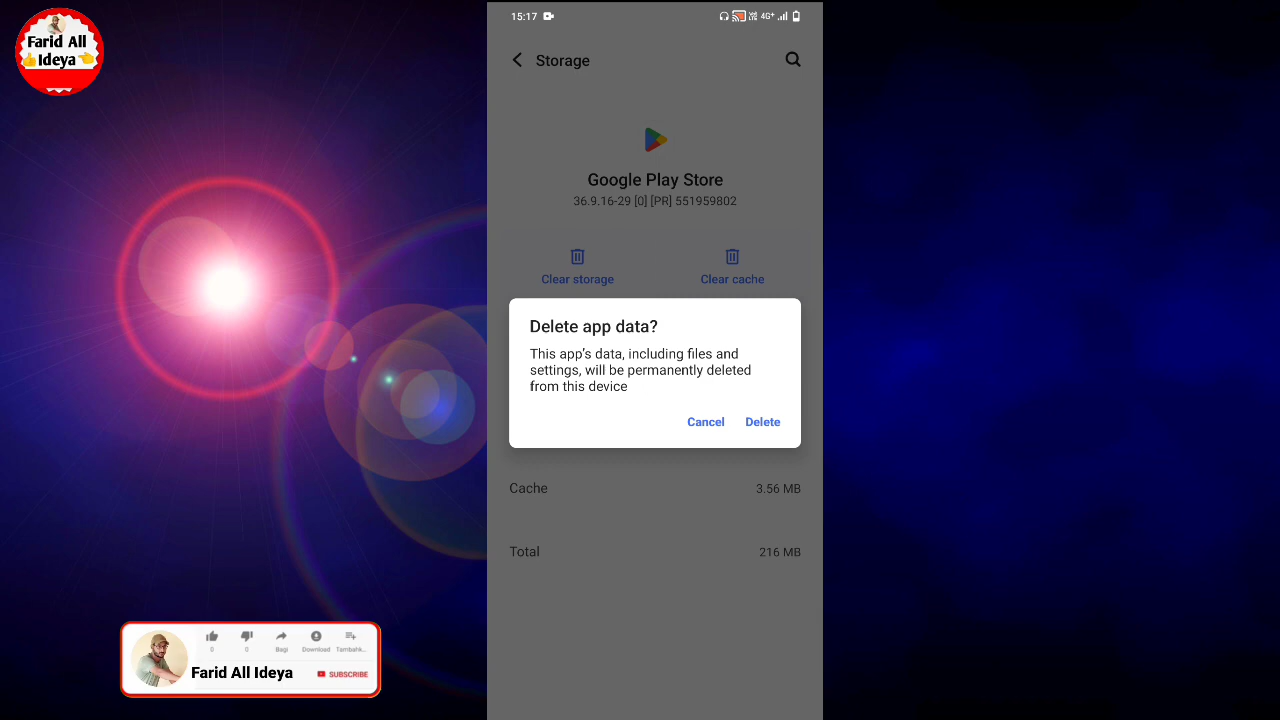 Farid All
Ideya
15:17
4G+
Storage
Google Play Store
36.9.16-29 [0] [PR] 551959802
Clear storage
Clear cache
Delete app data?
This app's data, including files and
settings, will be permanently deleted
from this device
Cancel
Delete
Cache
3.56 MB
Total
216 MB
0
0
Bagi
Download
Tambahk...
Farid All Ideya
SUBSCRIBE